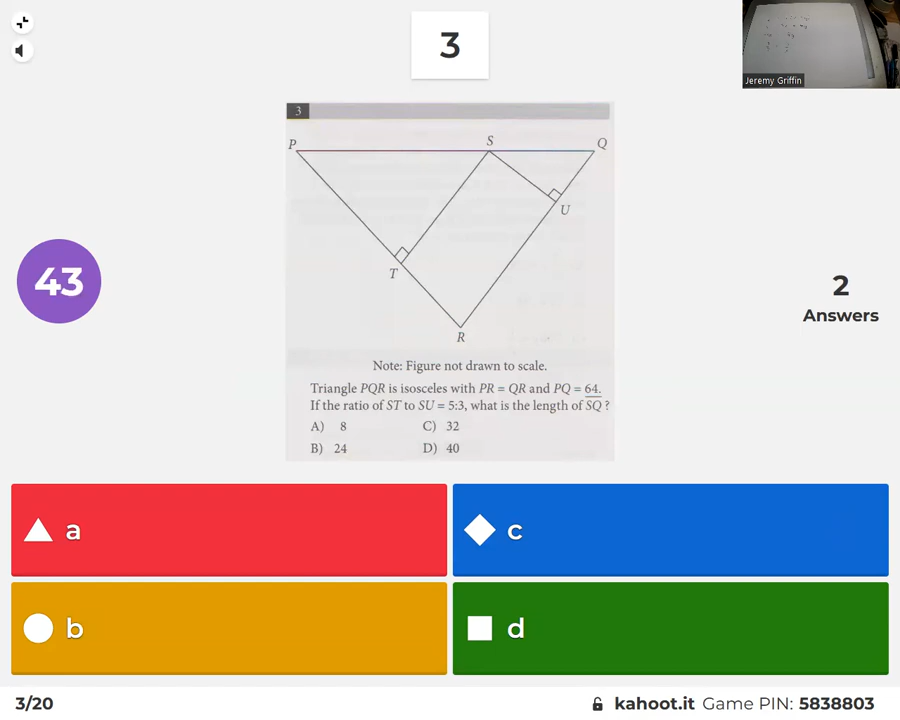 3
Jeremy Griffin
3
P
S
Q
U
T
R
43
2
Answers
Note: Figure not drawn to scale.
Triangle PQR is isosceles with PR = QR and PQ = 64.
If the ratio of ST to SU = 5:3, what is the length of SQ ?
A) 8 C) 32
B) 24 D) 40
a
c
b
d
3/20
kahoot.it Game PIN: 5838803